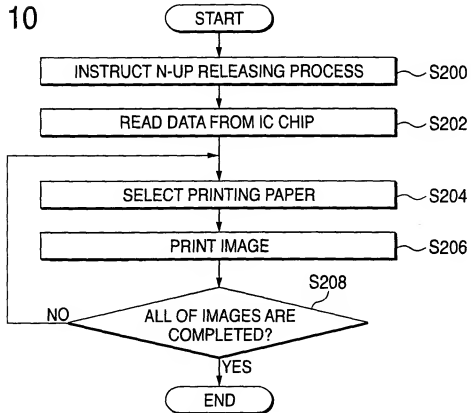 10
START
INSTRUCT N-UP RELEASING PROCESS
S200
READ DATA FROM IC CHIP
S202
SELECT PRINTING PAPER
S204
PRINT IMAGE
S206
S208
ALL OF IMAGES ARE
COMPLETED?
NO
YES
END